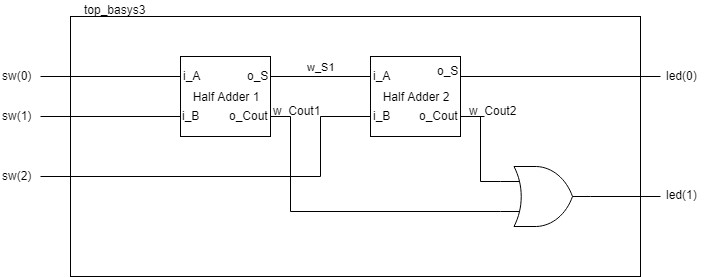 top_basys3
sw(0)
i_A
o_S
w_S1
i_A
o_S
led(0)
Half Adder 1
Half Adder 2
sw(1)
i_B
o_Cout
w_Cout1
i_B
o_Cout
w_Cout2
sw(2)
led(1)